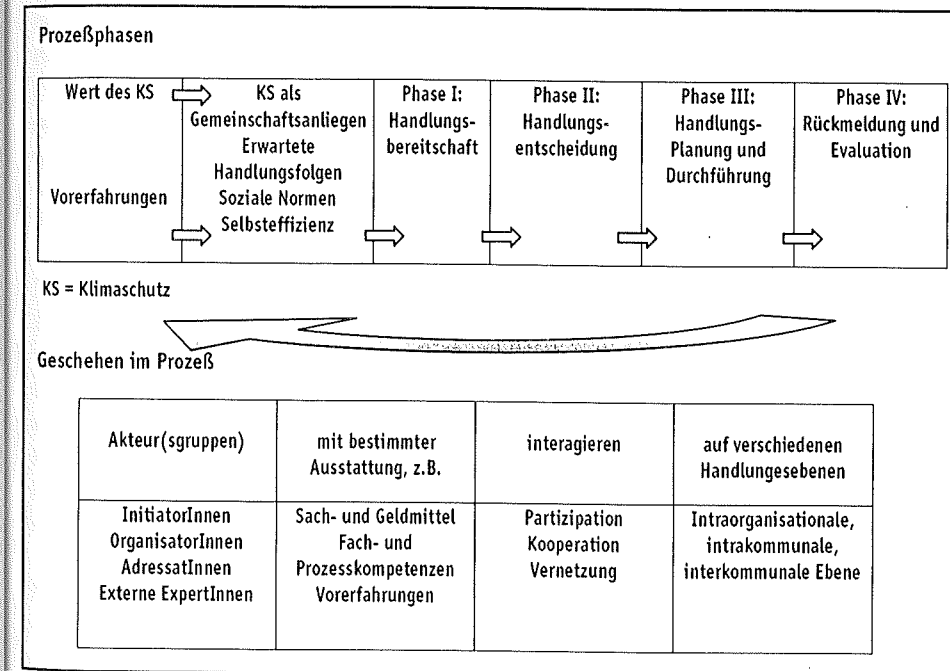 Prozeßphasen
Wert des KS
Vorerfahrungen
KS als
Gemeinschaftsanliegen
Erwartete
Handlungsfolgen
Soziale Normen
Selbsteffizienz
Phase I:
Handlungs-
bereitschaft
Phase II:
Handlungs-
entscheidung
Phase III:
Handlungs-
Planung und
Durchführung
Phase IV:
Rückmeldung und
Evaluation
KS = Klimaschutz
Geschehen im Prozeß
Akteur(sgruppen)
mit bestimmter
Ausstattung, z.B.
interagieren
auf verschiedenen
Handlungesebenen
InitiatorInnen
OrganisatorInnen
AdressatInnen
Externe ExpertInnen
Sach- und Geldmittel
Fach- und
Prozesskompetenzen
Vorerfahrungen
Partizipation
Kooperation
Vernetzung
Intraorganisationale,
intrakommunale,
interkommunale Ebene